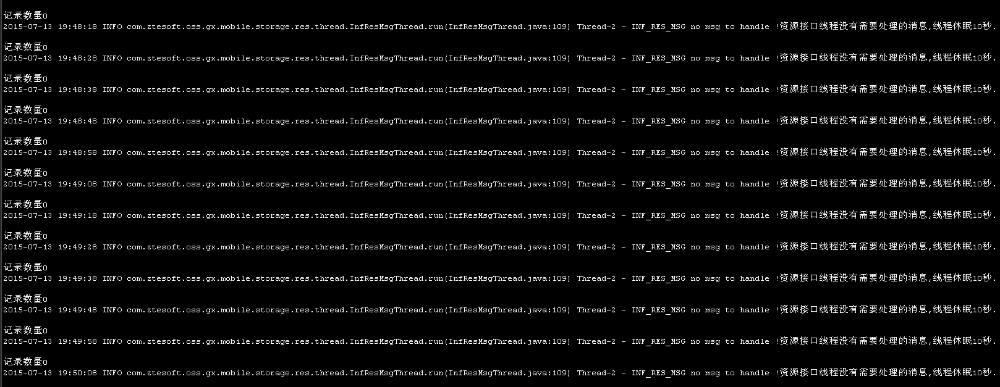 记录数量0
2015-07-13 19:48:18 INFO com.ztesoft.oss.gx.mobile.storage.res.thread.InfResMsgThread.run(InfResMsgThread.java:109) Thread-2 - INF_RES_MSG no msg to handle !资源接口线程没有需要处理的消息,线程休眠10秒.
记录数量0
2015-07-13 19:48:28 INFO com.ztesoft.oss.gx.mobile.storage.res.thread.InfResMsgThread.run(InfResMsgThread.java:109) Thread-2 - INF_RES_MSG no msg to handle !资源接口线程没有需要处理的消息,线程休眠10秒.
记录数量0
2015-07-13 19:48:38 INFO com.ztesoft.oss.gx.mobile.storage.res.thread.InfResMsgThread.run(InfResMsgThread.java:109) Thread-2 - INF_RES_MSG no msg to handle !资源接口线程没有需要处理的消息,线程休眠10秒.
记录数量0
2015-07-13 19:48:48 INFO com.ztesoft.oss.gx.mobile.storage.res.thread.InfResMsgThread.run(InfResMsgThread.java:109) Thread-2 - INF_RES_MSG no msg to handle !资源接口线程没有需要处理的消息,线程休眠10秒.
记录数量0
2015-07-13 19:48:58 INFO com.ztesoft.oss.gx.mobile.storage.res.thread.InfResMsgThread.run(InfResMsgThread.java:109) Thread-2 - INF_RES_MSG no msg to handle !资源接口线程没有需要处理的消息,线程休眠10秒.
记录数量0
2015-07-13 19:49:08 INFO com.ztesoft.oss.gx.mobile.storage.res.thread.InfResMsgThread.run(InfResMsgThread.java:109) Thread-2 - INF_RES_MSG no msg to handle !资源接口线程没有需要处理的消息,线程休眠10秒.
记录数量0
2015-07-13 19:49:18 INFO com.ztesoft.oss.gx.mobile.storage.res.thread.InfResMsgThread.run(InfResMsgThread.java:109) Thread-2 - INF_RES_MSG no msg to handle !资源接口线程没有需要处理的消息,线程休眠10秒.
记录数量0
2015-07-13 19:49:28 INFO com.ztesoft.oss.gx.mobile.storage.res.thread.InfResMsgThread.run(InfResMsgThread.java:109) Thread-2 - INF_RES_MSG no msg to handle !资源接口线程没有需要处理的消息,线程休眠10秒.
记录数量0
2015-07-13 19:49:38 INFO com.ztesoft.oss.gx.mobile.storage.res.thread.InfResMsgThread.run(InfResMsgThread.java:109) Thread-2 - INF_RES_MSG no msg to handle !资源接口线程没有需要处理的消息,线程休眠10秒.
记录数量0
2015-07-13 19:49:48 INFO com.ztesoft.oss.gx.mobile.storage.res.thread.InfResMsgThread.run(InfResMsgThread.java:109) Thread-2 - INF_RES_MSG no msg to handle !资源接口线程没有需要处理的消息,线程休眠10秒.
记录数量0
2015-07-13 19:49:58 INFO com.ztesoft.oss.gx.mobile.storage.res.thread.InfResMsgThread.run(InfResMsgThread.java:109) Thread-2 - INF_RES_MSG no msg to handle !资源接口线程没有需要处理的消息,线程休眠10秒.
记录数量0
2015-07-13 19:50:08 INFO com.ztesoft.oss.gx.mobile.storage.res.thread.InfResMsgThread.run(InfResMsgThread.java:109) Thread-2 - INF_RES_MSG no msg to handle !资源接口线程没有需要处理的消息,线程休眠10秒.